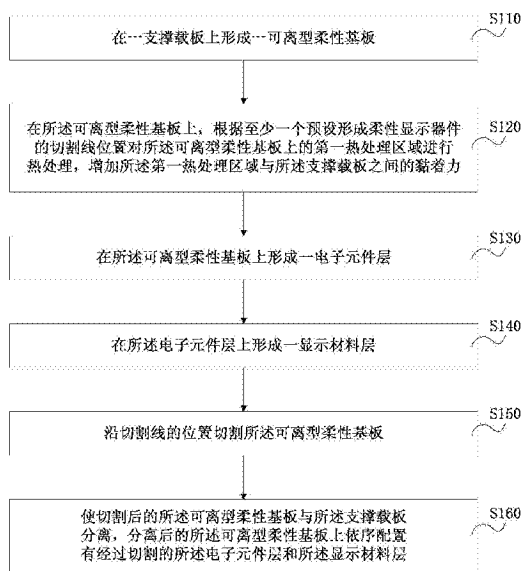 S110
在一支撑载板上形成一可离型柔性基板
S120
在所述可离型柔性基板上，根据至少一个预设形成柔性显示器件
的切割线位置对所述可离型柔性基板上的第一热处理区域进行
热处理，增加所述第一热处理区域与所述支撑载板之间的黏着力
S130
在所述可离型柔性基板上形成一电子元件层
S140
在所述电子元件层上形成一显示材料层
S150
沿切割线的位置切割所述可离型柔性基板
S160
使切割后的所述可离型柔性基板与所述支撑载板
分离，分离后的所述可离型柔性基板上依序配置
有经过切割的所述电子元件层和所述显示材料层